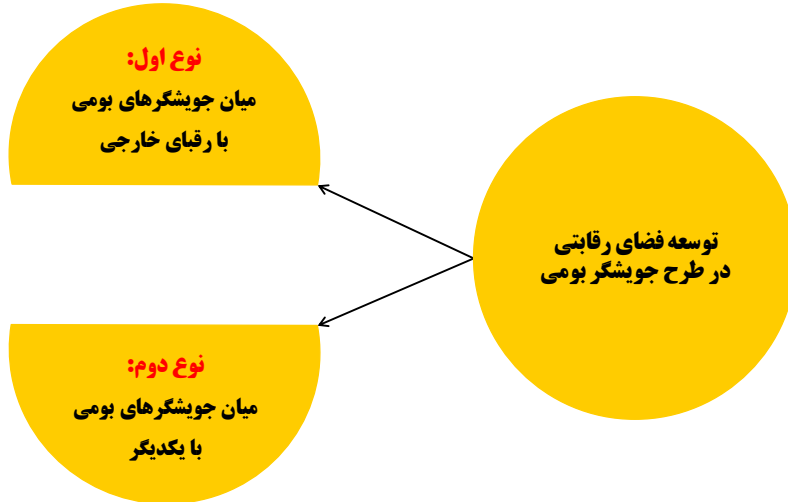 توسعه فضای رقابتی
در طرح جویشگر بومی
نوع اول:
میان جویشگرهای بومی
با رقبای خارجی
نوع دوم:
میان جویشگرهای بومی
با یکدیگر